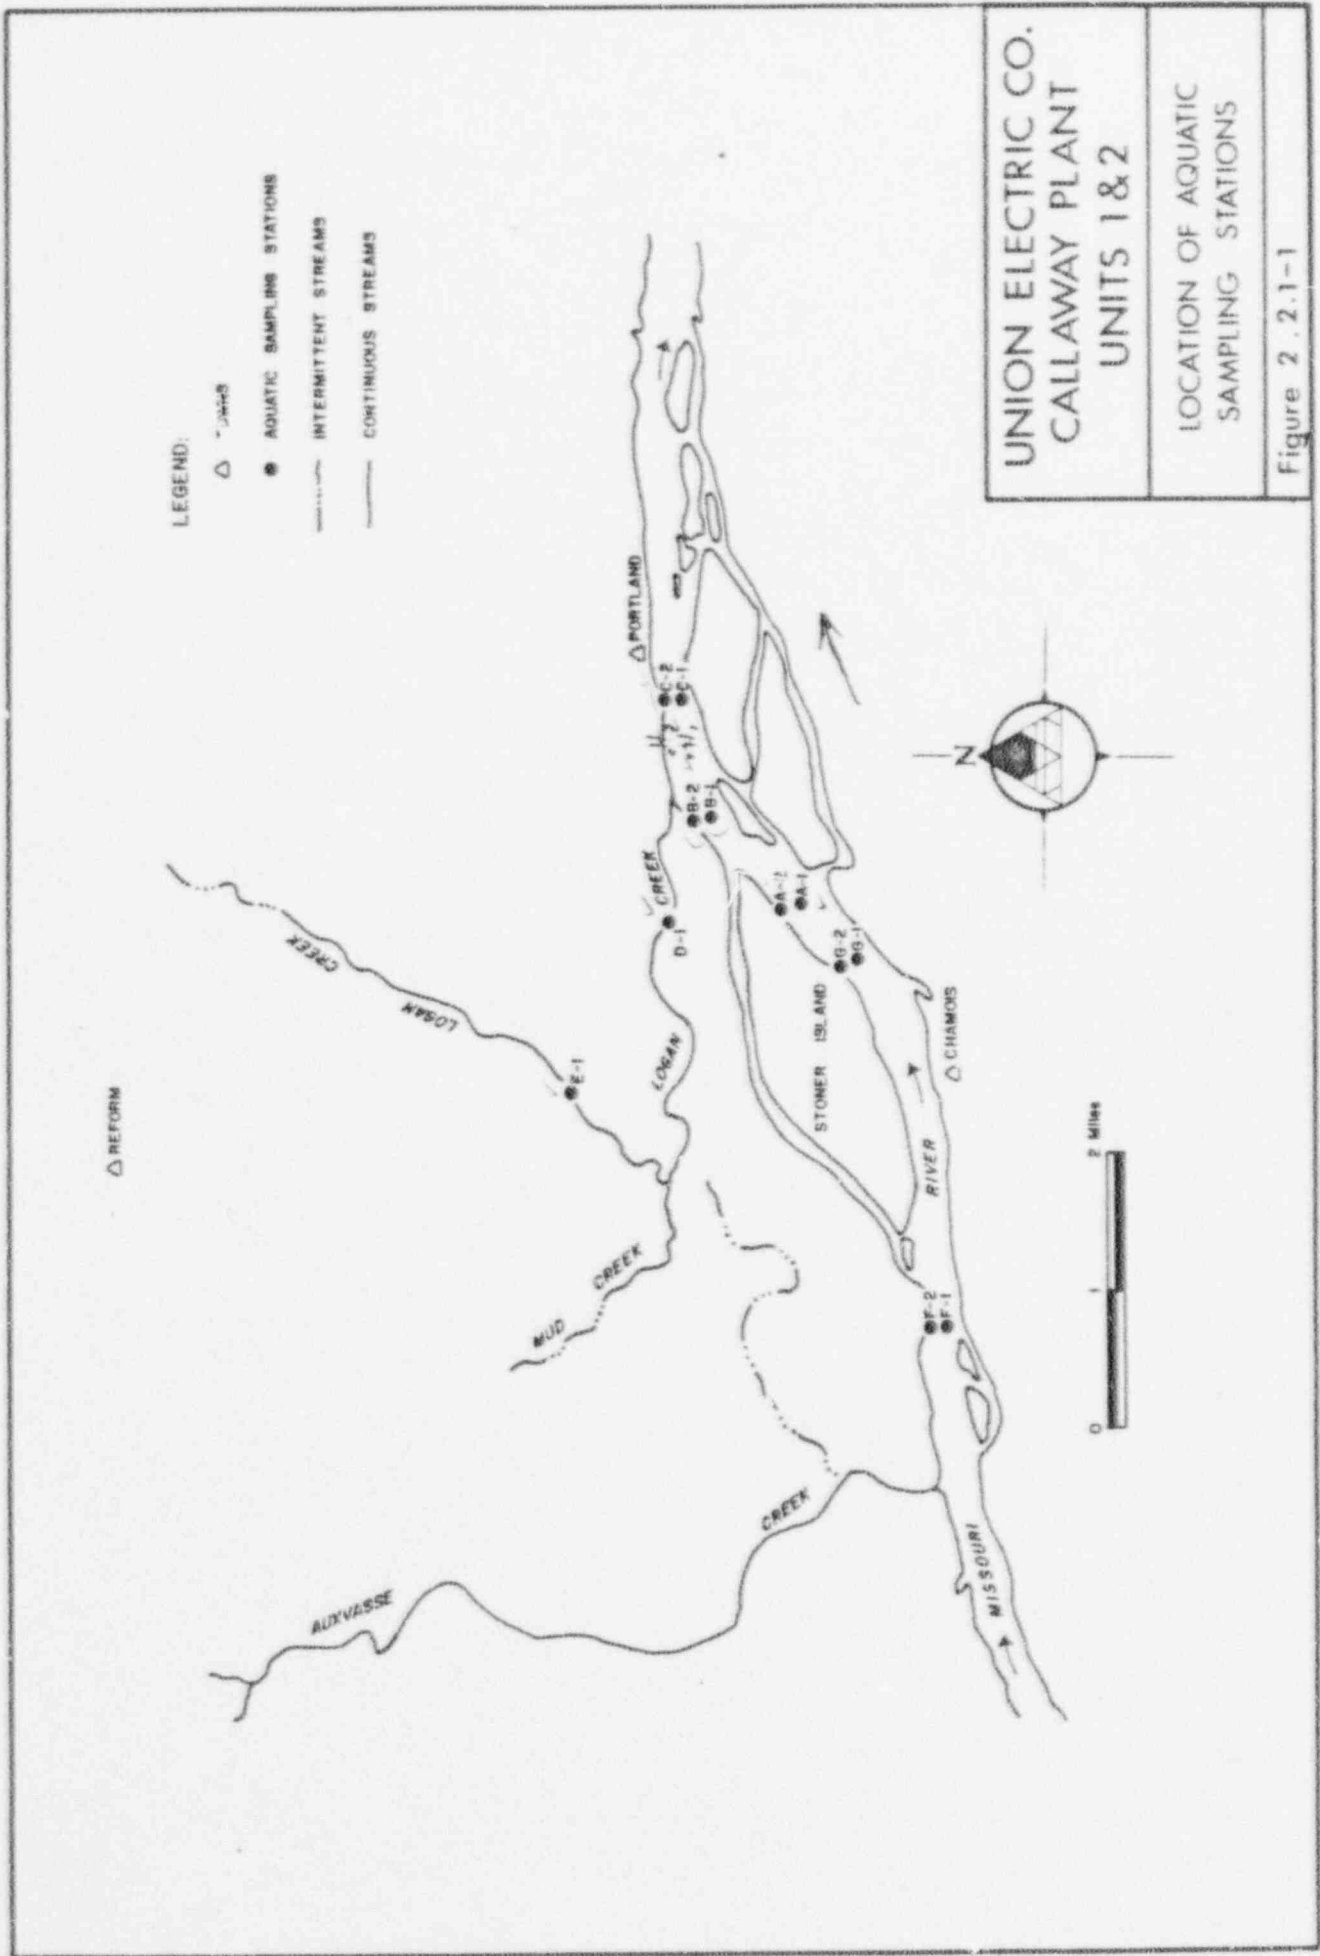 LEGEND:
AQUATIC SAMPLING STATIONS
INTERMITTENT STREAMS
CONTINUOUS STREAMS
REFORM
LOGAN
CREEK
AUXVASSE
CREEK
MUD
CREEK
E-1
LOGAN
CREEK
D-1
PORTLAND
C-2
C-1
B-2
B-1
A-2
A-1
G-2
G-1
STONER ISLAND
CHAMOIS
F-2
F-1
MISSOURI
RIVER
N
0 1 2 Miles
UNION ELECTRIC CO.
CALLAWAY PLANT
UNITS 1&2
LOCATION OF AQUATIC
SAMPLING STATIONS
Figure 2.2.1-1